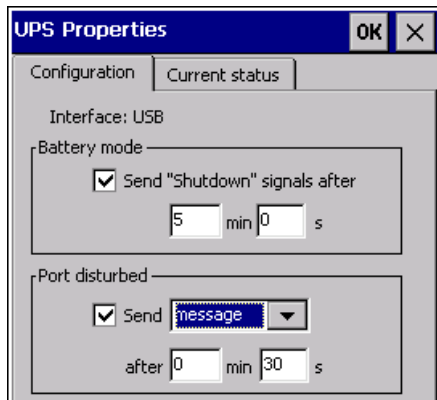 UPS Properties OK ×
Configuration Current status
Interface: USB
Battery mode
Send "Shutdown" signals after
5 min 0 s
Port disturbed
Send message
after 0 min 30 s